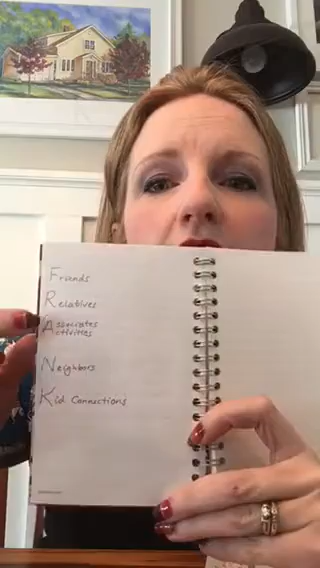 Friends
Relatives
Associates
Activities
Neighbors
Kid Connections